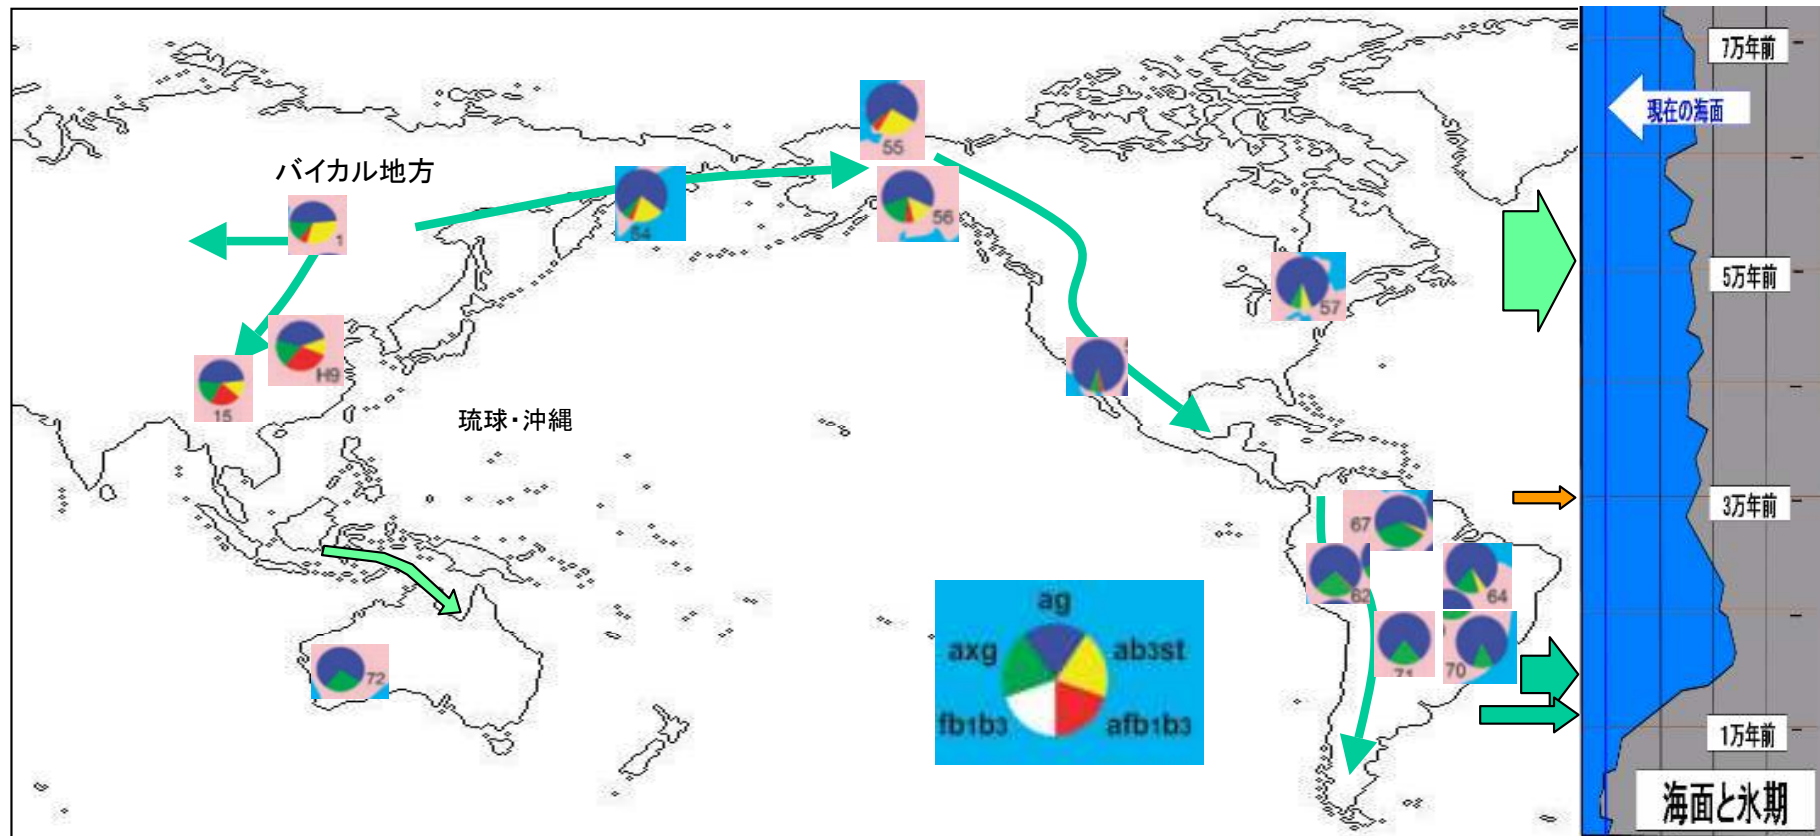 7万年前
現在の海面
55
バイカル地方
1
54
56
5万年前
57
H9
15
琉球・沖縄
3万年前
67
62
64
ag
axg
ab3st
fb1b3
afb1b3
72
71
70
1万年前
海面と氷期